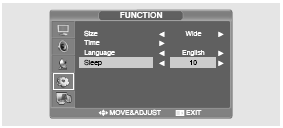 FUNCTION
Size Wide
Time
Language English
Sleep 10
MOVE&ADJUST EXIT